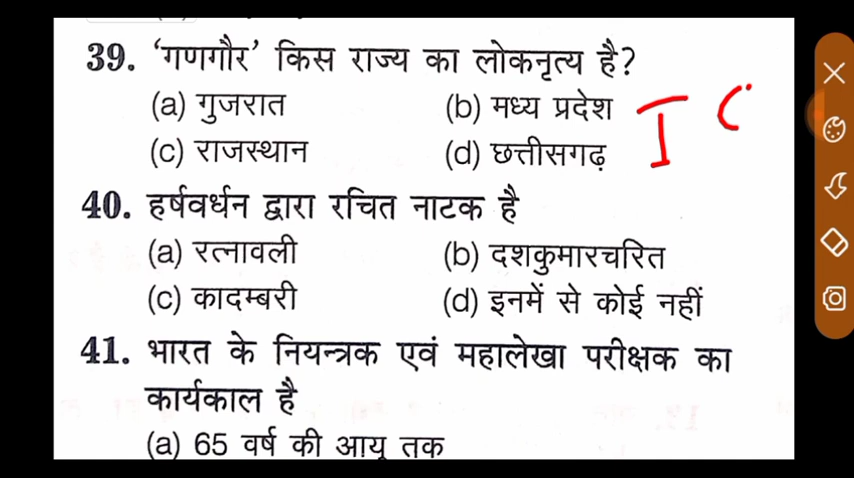 39. 'गणगौर' किस राज्य का लोकनृत्य है?
(a) गुजरात (b) मध्य प्रदेश
(c) राजस्थान (d) छत्तीसगढ़
I C
40. हर्षवर्धन द्वारा रचित नाटक है
(a) रत्नावली (b) दशकुमारचरित
(c) कादम्बरी (d) इनमें से कोई नहीं
41. भारत के नियन्त्रक एवं महालेखा परीक्षक का
कार्यकाल है
(a) 65 वर्ष की आयु तक